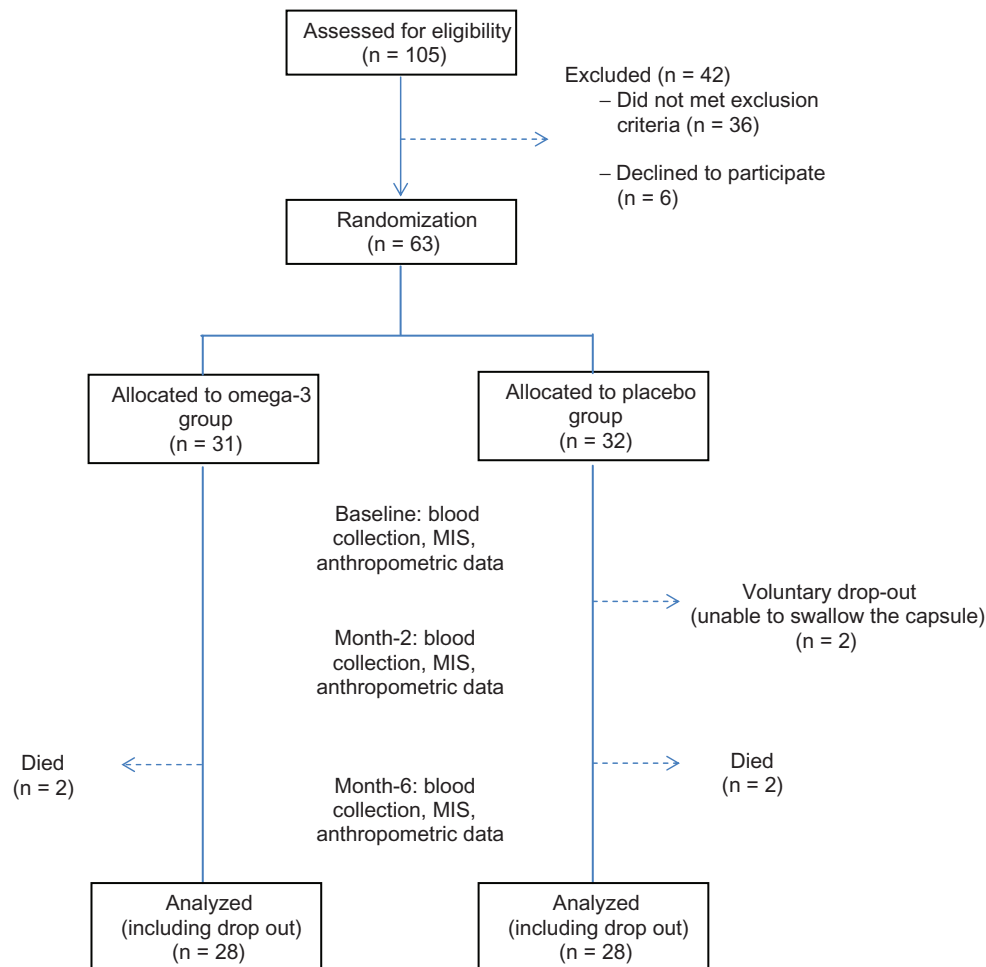 Assessed for eligibility
(n = 105)
Excluded (n = 42)
– Did not met exclusion
criteria (n = 36)
– Declined to participate
(n = 6)
Randomization
(n = 63)
Allocated to omega-3
group
(n = 31)
Allocated to placebo
group
(n = 32)
Baseline: blood
collection, MIS,
anthropometric data
Voluntary drop-out
(unable to swallow the capsule)
(n = 2)
Month-2: blood
collection, MIS,
anthropometric data
Died
(n = 2)
Died
(n = 2)
Month-6: blood
collection, MIS,
anthropometric data
Analyzed
(including drop out)
(n = 28)
Analyzed
(including drop out)
(n = 28)